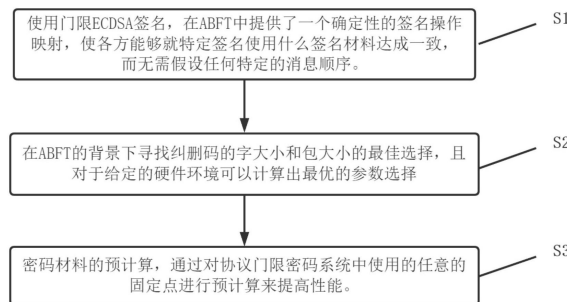 使用门限ECDSA签名，在ABFT中提供了一个确定性的签名操作
映射，使各方能够就特定签名使用什么签名材料达成一致，
而无需假设任何特定的消息顺序。
S1
在ABFT的背景下寻找纠删码的字大小和包大小的最佳选择，且
对于给定的硬件环境可以计算出最优的参数选择
S2
密码材料的预计算，通过对协议门限密码系统中使用的任意的
固定点进行预计算来提高性能。
S3